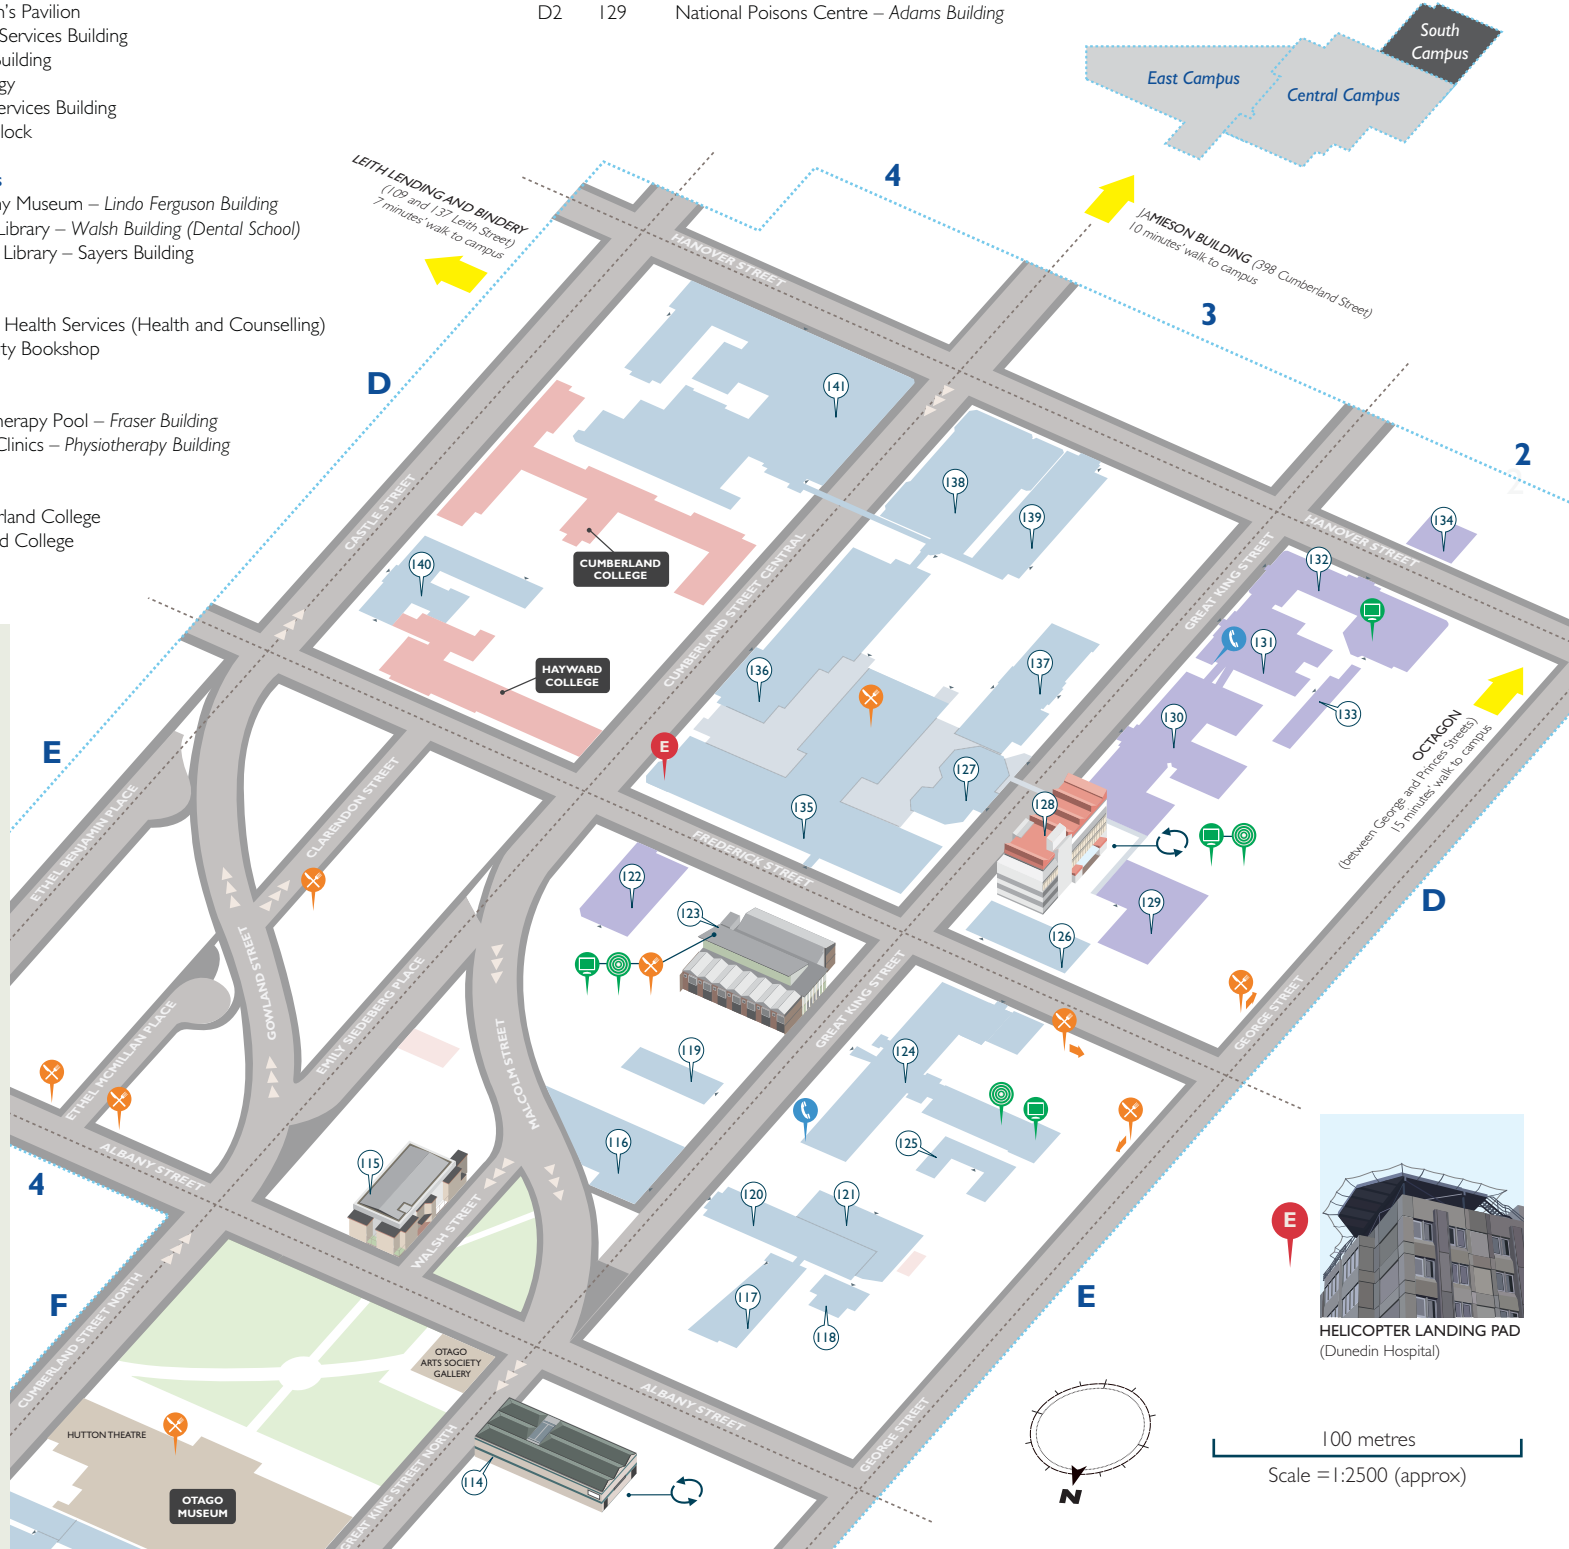 n's Pavilion
Services Building
uilding
gy
ervices Building
lock
s
y Museum – Lindo Ferguson Building
Library – Walsh Building (Dental School)
Library – Sayers Building
Health Services (Health and Counselling)
ty Bookshop
herapy Pool – Fraser Building
Clinics – Physiotherapy Building
rland College
d College
D2 129 National Poisons Centre – Adams Building
South
Campus
East Campus
Central Campus
LEITH LENDING AND BINDERY
(109 and 137 Leith Street)
7 minutes' walk to campus
4
JAMIESON BUILDING (398 Cumberland Street)
10 minutes' walk to campus
3
2
D
HANOVER STREET
141
138
139
134
HANOVER STREET
132
CASTLE STREET
CUMBERLAND
COLLEGE
140
CUMBERLAND STREET CENTRAL
GREAT KING STREET
131
HAYWARD
COLLEGE
136
137
133
130
OCTAGON
(between George and Princes Streets)
15 minutes' walk to campus
E
E
127
135
128
ETHEL BENJAMIN PLACE
CLARENDON STREET
FREDERICK STREET
122
123
129
126
D
GOWLAND STREET
EMILY SIEDEBERG PLACE
MALCOLM STREET
GREAT KING STREET
GEORGE STREET
ETHEL MCMILLAN PLACE
119
124
125
ALBANY STREET
115
116
120
121
4
WALSH STREET
117
118
E
E
F
CUMBERLAND STREET NORTH
OTAGO
ARTS SOCIETY
GALLERY
HELICOPTER LANDING PAD
(Dunedin Hospital)
ALBANY STREET
GEORGE STREET
HUTTON THEATRE
OTAGO
MUSEUM
GREAT KING STREET NORTH
114
N
100 metres
Scale =1:2500 (approx)